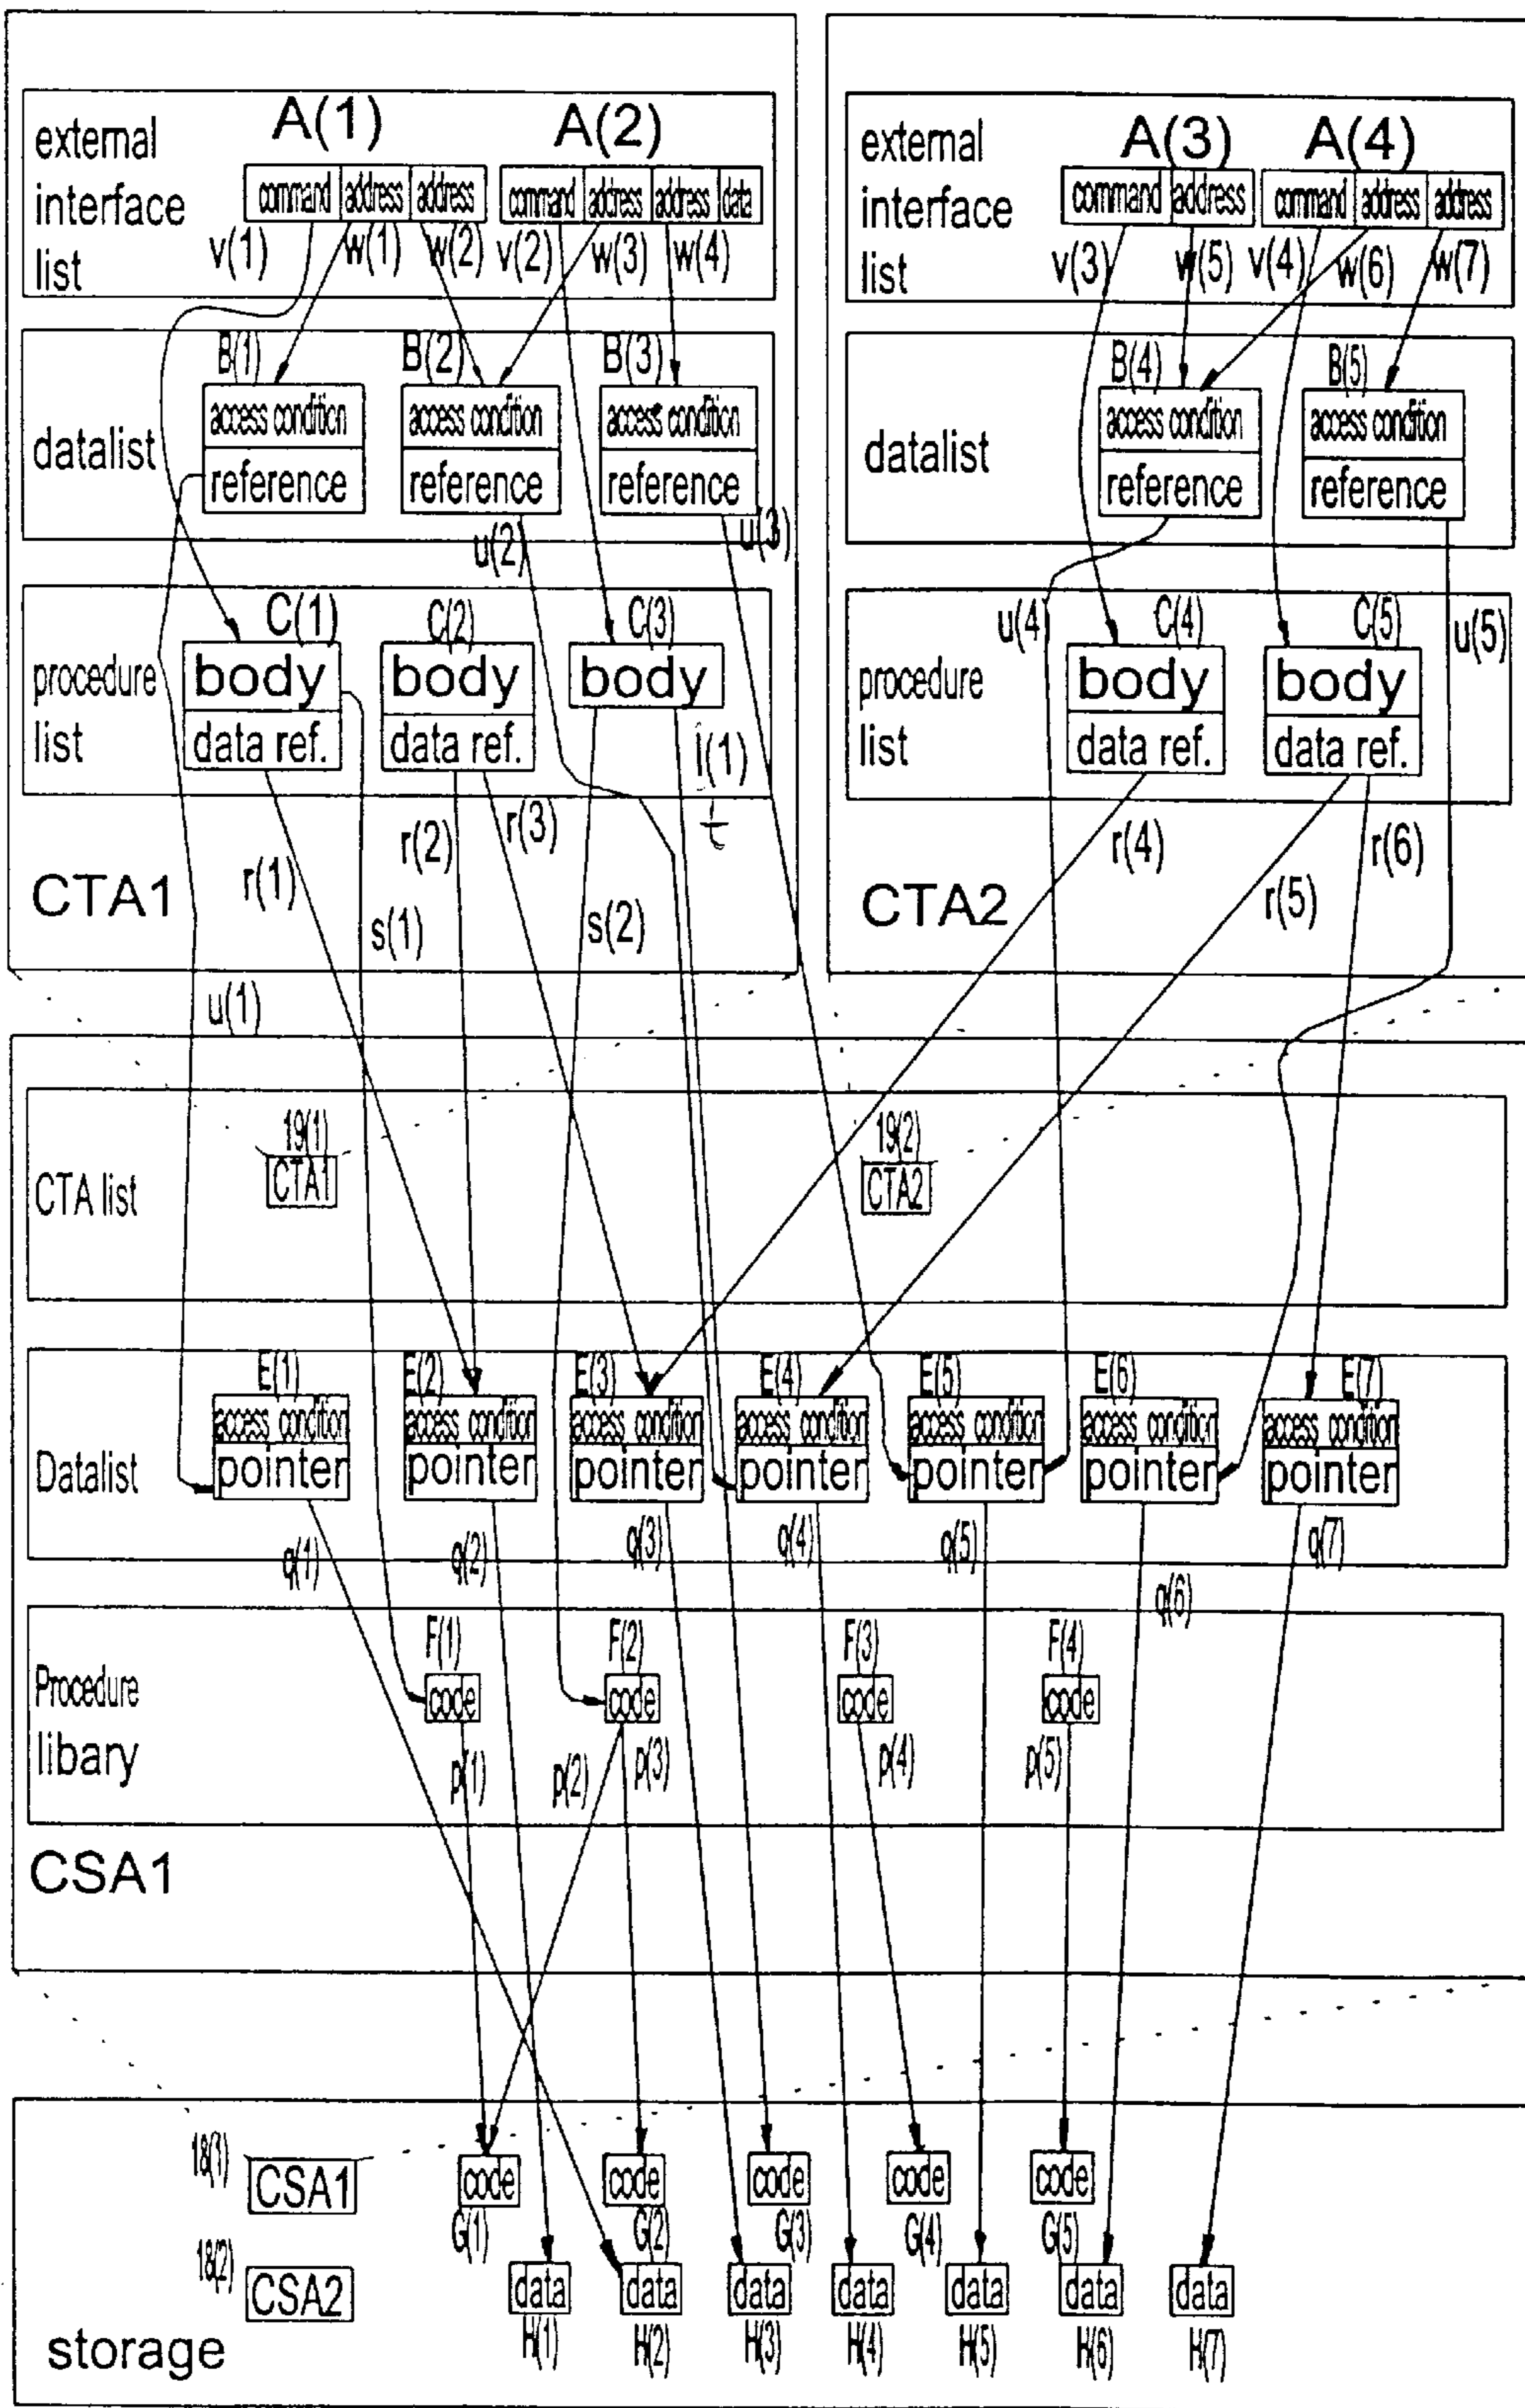 A(1) A(2)
external
interface
list
command address address
command address address data
v(1) w(1) w(2) v(2) w(3) w(4)
A(3) A(4)
external
interface
list
command address
command address address
v(3) w(5) v(4) w(6) w(7)
datalist
B(1) B(2) B(3)
access condition access condition access condition
reference reference reference
u(2) u(3)
datalist
B(4) B(5)
access condition access condition
reference reference
procedure
list
C(1) C(2) C(3)
body body body
data ref. data ref.
i(1)
t
u(4) u(5)
procedure
list
C(4) C(5)
body body
data ref. data ref.
r(1) r(2) r(3)
s(1) s(2)
CTA1
r(4) r(5) r(6)
CTA2
u(1)
CTA list
19(1) 19(2)
CTA1 CTA2
Datalist
E(1) E(2) E(3) E(4) E(5) E(6) E(7)
access condition access condition access condition access condition access condition access condition access condition
pointer pointer pointer pointer pointer pointer pointer
q(1) q(2) q(3) q(4) q(5) q(6) q(7)
Procedure
libary
F(1) F(2) F(3) F(4)
code code code code
p(1) p(2) p(3) p(4) p(5)
CSA1
18(1) CSA1
code code code code code
G(1) G(2) G(3) G(4) G(5)
18(2) CSA2
data data data data data data data
H(1) H(2) H(3) H(4) H(5) H(6) H(7)
storage